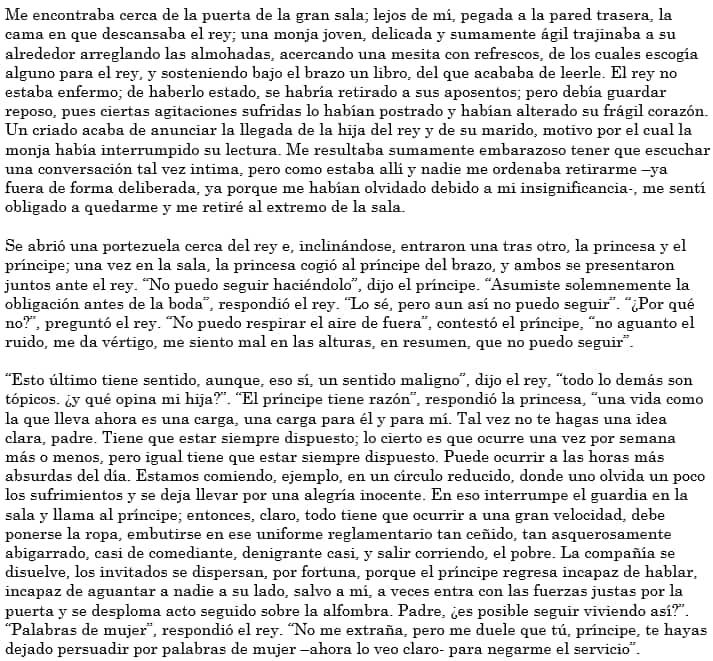 Me encontraba cerca de la puerta de la gran sala; lejos de mí, pegada a la pared trasera, la
cama en que descansaba el rey; una monja joven, delicada y sumamente ágil trajinaba a su
alrededor arreglando las almohadas, acercando una mesita con refrescos, de los cuales escogía
alguno para el rey, y sosteniendo bajo el brazo un libro, del que acababa de leerle. El rey no
estaba enfermo; de haberlo estado, se habría retirado a sus aposentos; pero debía guardar
reposo, pues ciertas agitaciones sufridas lo habían postrado y habían alterado su frágil corazón.
Un criado acaba de anunciar la llegada de la hija del rey y de su marido, motivo por el cual la
monja había interrumpido su lectura. Me resultaba sumamente embarazoso tener que escuchar
una conversación tal vez intima, pero como estaba allí y nadie me ordenaba retirarme –ya
fuera de forma deliberada, ya porque me habían olvidado debido a mi insignificancia-, me sentí
obligado a quedarme y me retiré al extremo de la sala.

Se abrió una portezuela cerca del rey e, inclinándose, entraron una tras otro, la princesa y el
príncipe; una vez en la sala, la princesa cogió al príncipe del brazo, y ambos se presentaron
juntos ante el rey. “No puedo seguir haciéndolo”, dijo el príncipe. “Asumiste solemnemente la
obligación antes de la boda”, respondió el rey. “Lo sé, pero aun así no puedo seguir”. “¿Por qué
no?”, preguntó el rey. “No puedo respirar el aire de fuera”, contestó el príncipe, “no aguanto el
ruido, me da vértigo, me siento mal en las alturas, en resumen, que no puedo seguir”.

“Esto último tiene sentido, aunque, eso sí, un sentido maligno”, dijo el rey, “todo lo demás son
tópicos. ¿y qué opina mi hija?”. “El príncipe tiene razón”, respondió la princesa, “una vida como
la que lleva ahora es una carga, una carga para él y para mí. Tal vez no te hagas una idea
clara, padre. Tiene que estar siempre dispuesto; lo cierto es que ocurre una vez por semana
más o menos, pero igual tiene que estar siempre dispuesto. Puede ocurrir a las horas más
absurdas del día. Estamos comiendo, ejemplo, en un círculo reducido, donde uno olvida un poco
los sufrimientos y se deja llevar por una alegría inocente. En eso interrumpe el guardia en la
sala y llama al príncipe; entonces, claro, todo tiene que ocurrir a una gran velocidad, debe
ponerse la ropa, embutirse en ese uniforme reglamentario tan ceñido, tan asquerosamente
abigarrado, casi de comediante, denigrante casi, y salir corriendo, el pobre. La compañía se
disuelve, los invitados se dispersan, por fortuna, porque el príncipe regresa incapaz de hablar,
incapaz de aguantar a nadie a su lado, salvo a mí, a veces entra con las fuerzas justas por la
puerta y se desploma acto seguido sobre la alfombra. Padre, ¿es posible seguir viviendo así?”.
“Palabras de mujer”, respondió el rey. “No me extraña, pero me duele que tú, príncipe, te hayas
dejado persuadir por palabras de mujer –ahora lo veo claro- para negarme el servicio”.